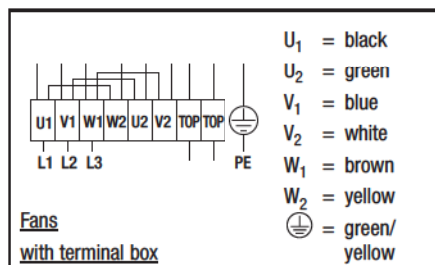 U1 = black
U2 = green
V1 = blue
V2 = white
W1 = brown
W2 = yellow
= green/
yellow
U1 V1 W1 W2 U2 V2 TOP TOP
L1 L2 L3 PE
Fans
with terminal box